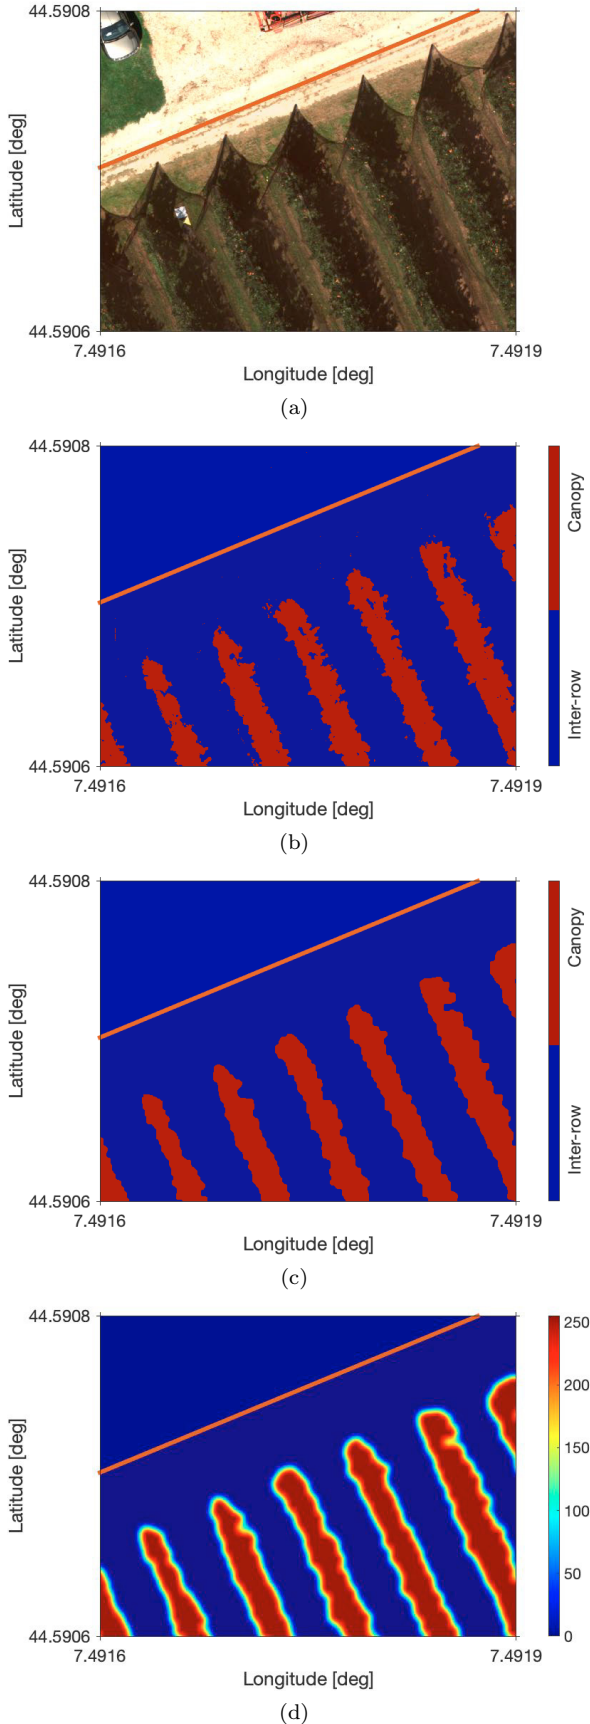 44.5908
Latitude [deg]
44.5906
7.4916
7.4919
Longitude [deg]
(a)
44.5908
Latitude [deg]
44.5906
7.4916
7.4919
Longitude [deg]
Canopy
Inter-row
(b)
44.5908
Latitude [deg]
44.5906
7.4916
7.4919
Longitude [deg]
Canopy
Inter-row
(c)
44.5908
Latitude [deg]
44.5906
7.4916
7.4919
Longitude [deg]
250
200
150
100
50
0
(d)